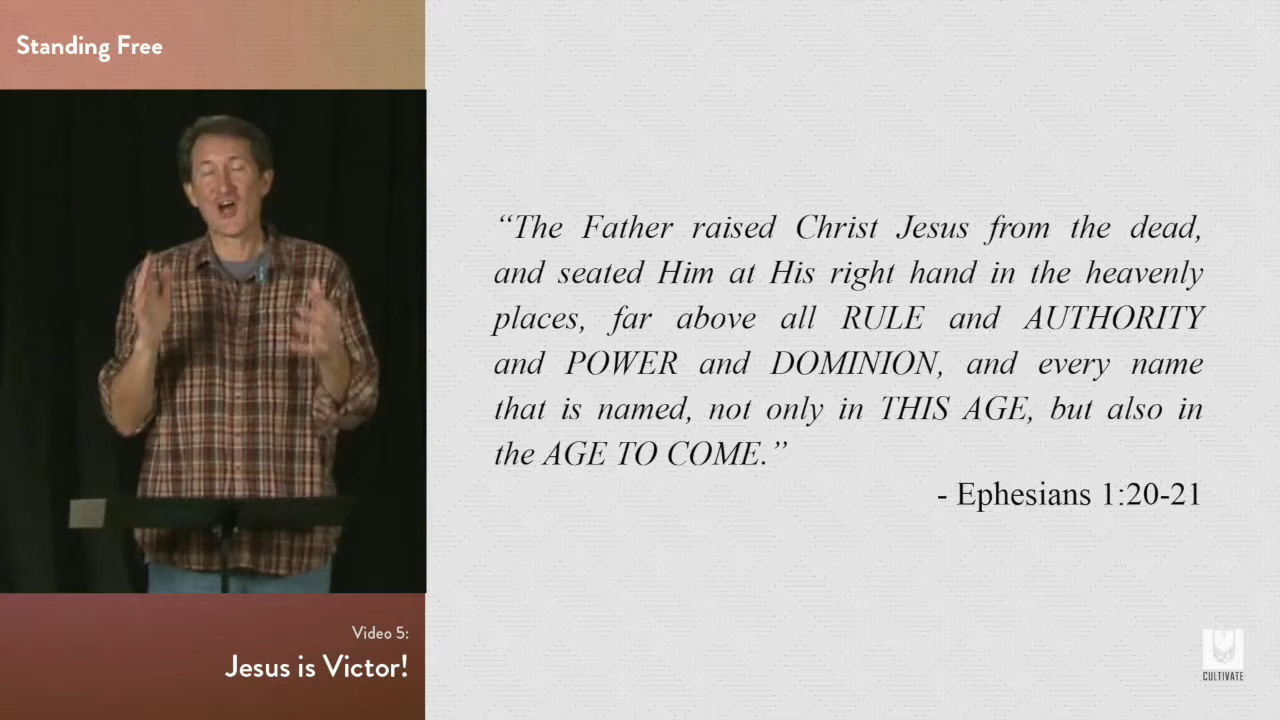 Standing Free
“The Father raised Christ Jesus from the dead,
and seated Him at His right hand in the heavenly
places, far above all RULE and AUTHORITY
and POWER and DOMINION, and every name
that is named, not only in THIS AGE, but also in
the AGE TO COME.”
- Ephesians 1:20-21
Video 5:
Jesus is Victor!
CULTIVATE